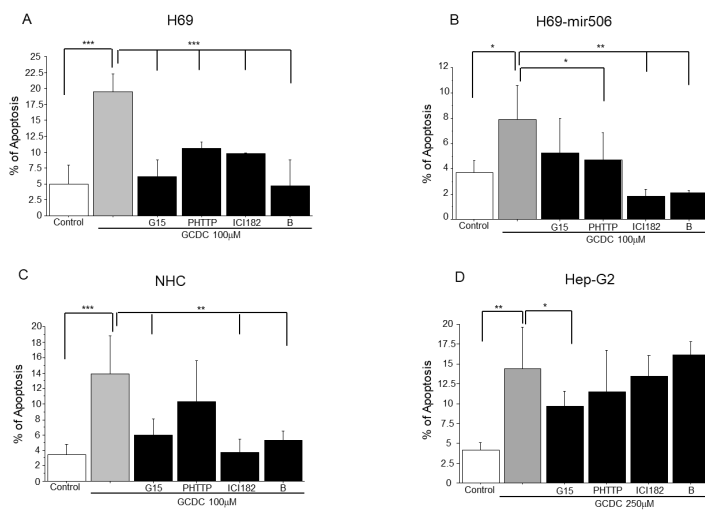 A
H69
% of Apoptosis
25
22.5
20
17.5
15
12.5
10
7.5
5
2.5
0
***
***
Control
G15
PHTTP
ICI182
B
GCDC 100μM
B
H69-mir506
% of Apoptosis
12
10
8
6
4
2
0
*
**
*
Control
G15
PHTTP
ICI182
B
GCDC 100μM
C
NHC
% of Apoptosis
20
18
16
14
12
10
8
6
4
2
0
***
**
Control
G15
PHTTP
ICI182
B
GCDC 100μM
D
Hep-G2
% of Apoptosis
20
17.5
15
12.5
10
7.5
5
2.5
0
**
*
Control
G15
PHTTP
ICI182
B
GCDC 250μM